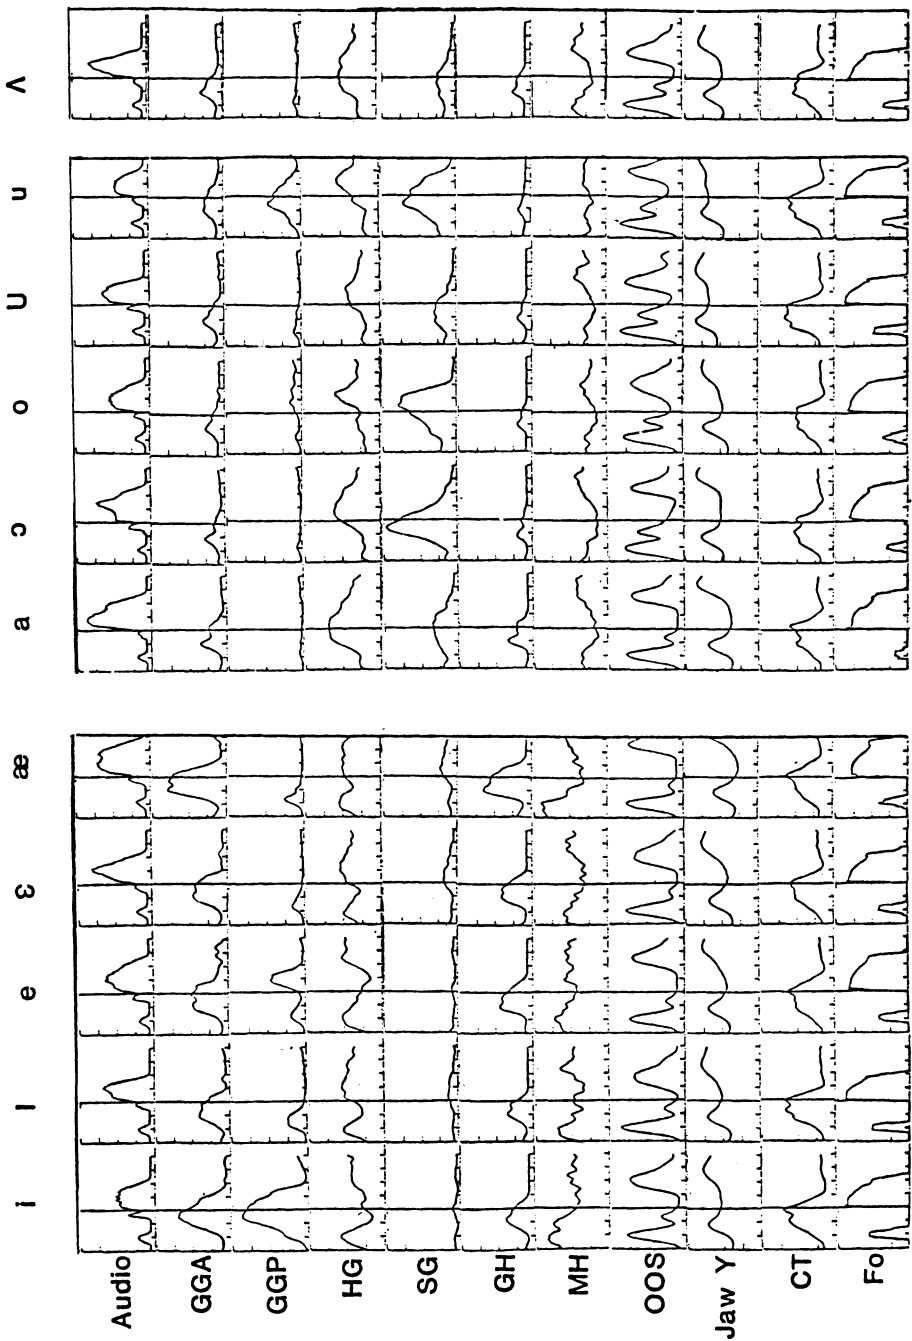 i I e ɛ æ a ɔ o U u ʌ
Audio
GGA
GGP
HG
SG
GH
MH
OOS
Jaw Y
CT
Fo